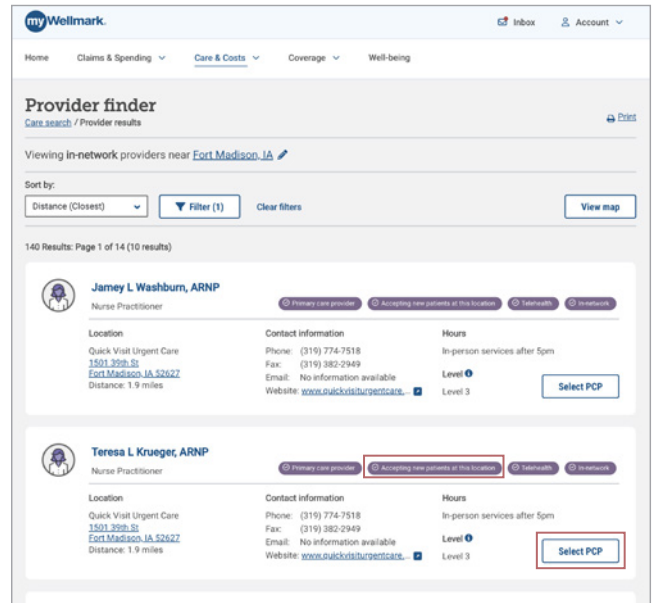 myWellmark.
Inbox Account
Home Claims & Spending Care & Costs Coverage Well-being
Provider finder
Care search / Provider results
Print
Viewing in-network providers near Fort Madison, IA
Sort by:
Distance (Closest) Filter (1) Clear filters View map
140 Results: Page 1 of 14 (10 results)
Jamey L Washburn, ARNP
Nurse Practitioner Primary care provider Accepting new patients at this location Telehealth In-network
Location Contact information Hours
Quick Visit Urgent Care Phone: (319) 774-7518 In-person services after 5pm
1501 39th St Fax: (319) 382-2949
Fort Madison, IA 52627 Email: No information available Level
Distance: 1.9 miles Website: www.quickvisiturgentcare... Level 3 Select PCP
Teresa L Krueger, ARNP
Nurse Practitioner Primary care provider Accepting new patients at this location Telehealth In-network
Location Contact information Hours
Quick Visit Urgent Care Phone: (319) 774-7518 In-person services after 5pm
1501 39th St Fax: (319) 382-2949
Fort Madison, IA 52627 Email: No information available Level
Distance: 1.9 miles Website: www.quickvisiturgentcare... Level 3 Select PCP